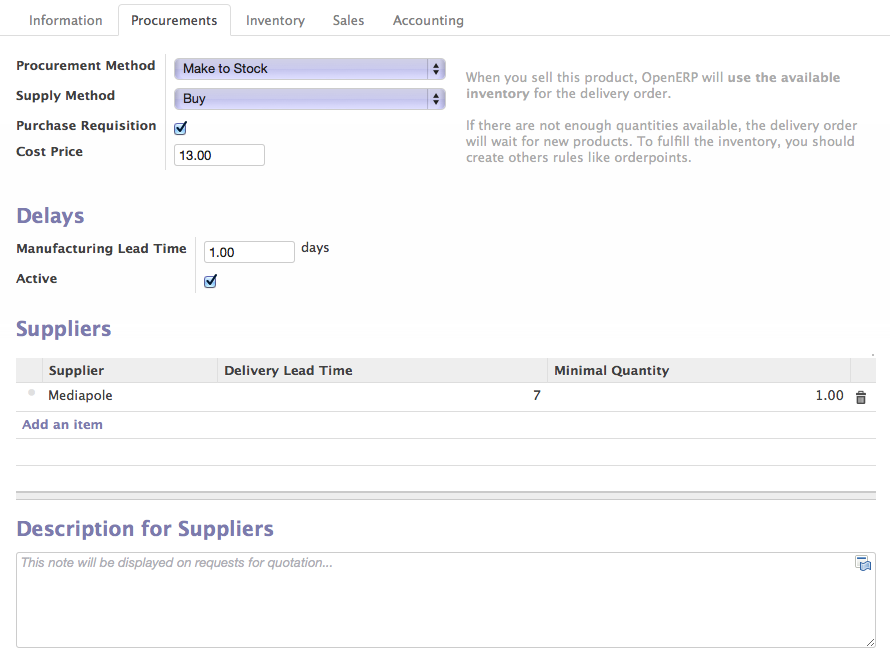 Information Procurements Inventory Sales Accounting
Procurement Method Make to Stock
Supply Method Buy
Purchase Requisition
Cost Price 13.00
When you sell this product, OpenERP will use the available
inventory for the delivery order.
If there are not enough quantities available, the delivery order
will wait for new products. To fulfill the inventory, you should
create others rules like orderpoints.
Delays
Manufacturing Lead Time 1.00 days
Active
Suppliers
Supplier Delivery Lead Time Minimal Quantity
Mediapole 7 1.00
Add an item
Description for Suppliers
This note will be displayed on requests for quotation...